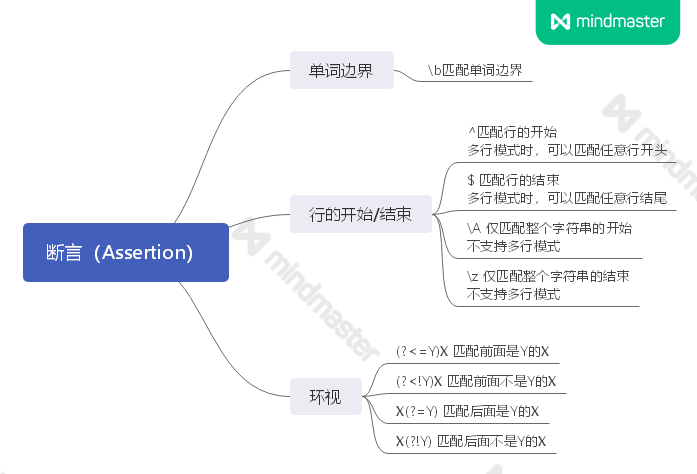 mindmaster
单词边界
\b匹配单词边界
^匹配行的开始
多行模式时，可以匹配任意行开头
$ 匹配行的结束
多行模式时，可以匹配任意行结尾
行的开始/结束
\A 仅匹配整个字符串的开始
不支持多行模式
\z 仅匹配整个字符串的结束
不支持多行模式
断言（Assertion）
环视
(?<=Y)X 匹配前面是Y的X
(?<!Y)X 匹配前面不是Y的X
X(?=Y) 匹配后面是Y的X
X(?!Y) 匹配后面不是Y的X
mindmaster
mindmaster